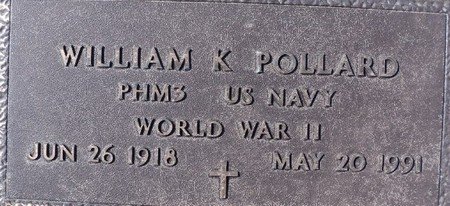 WILLIAM K POLLARD
PHM3 US NAVY
WORLD WAR II
JUN 26 1918 MAY 20 1991